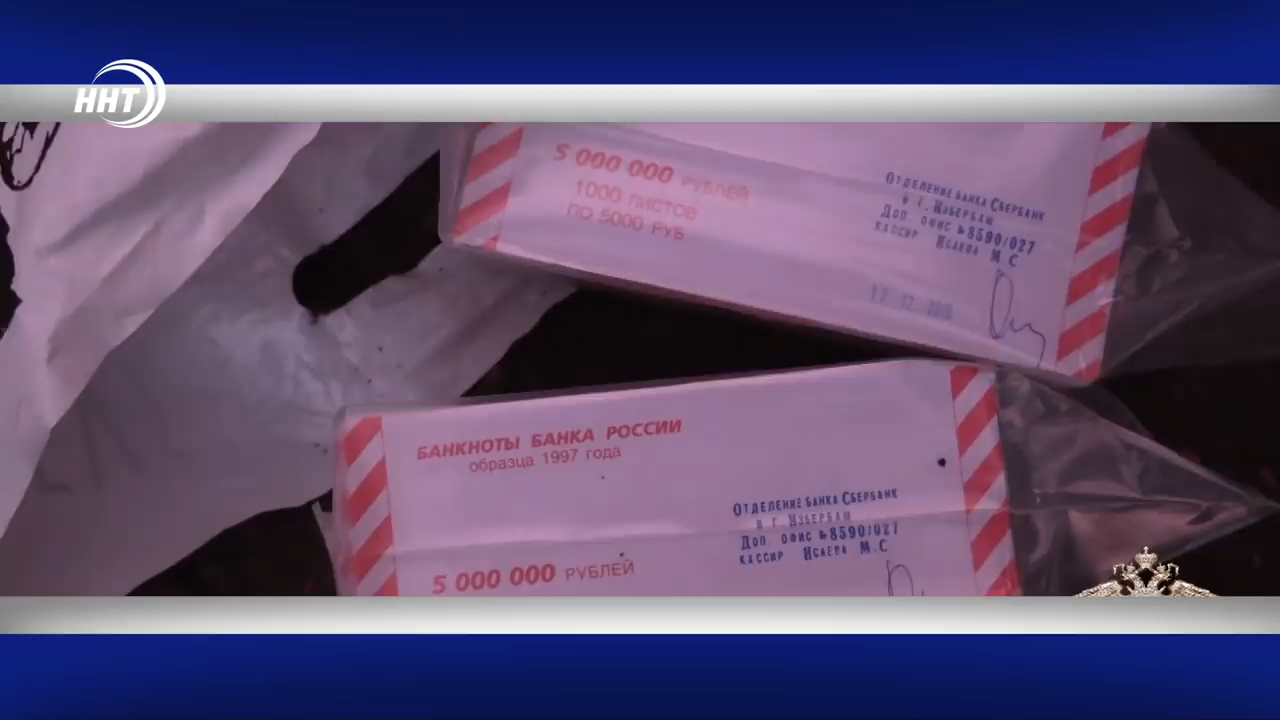 ННТ
5 000 000 РУБЛЕЙ
1000 ЛИСТОВ
ПО 5000 РУБ
ОТДЕЛЕНИЕ БАНКА СБЕРБАНК
В Г. ИЗБЕРБАШ
ДОП. ОФИС №8590/027
КАССИР ИСАЕВА М.С
17 12
БАНКНОТЫ БАНКА РОССИИ
образца 1997 года
ОТДЕЛЕНИЕ БАНКА СБЕРБАНК
В Г. ИЗБЕРБАШ
ДОП. ОФИС №8590/027
КАССИР ИСАЕВА М.С
5 000 000 РУБЛЕЙ